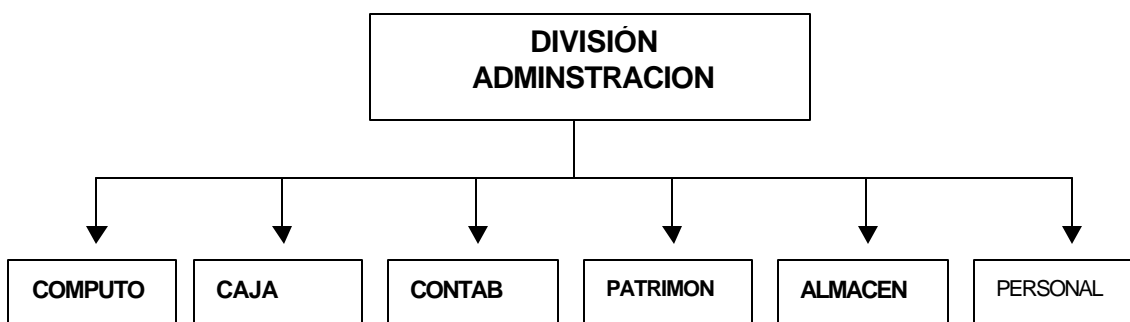 DIVISIÓN
ADMINSTRACION
COMPUTO
CAJA
CONTAB
PATRIMON
ALMACEN
PERSONAL